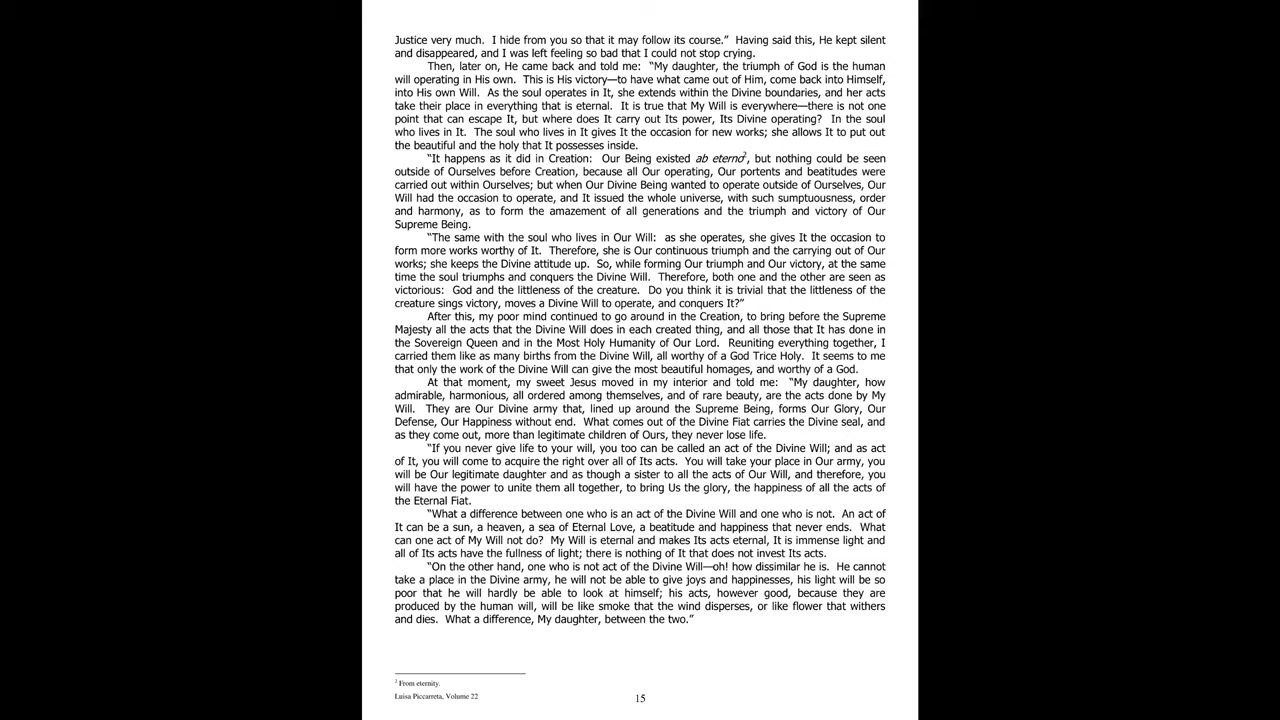 Justice very much.  I hide from you so that it may follow its course.”  Having said this, He kept silent
and disappeared, and I was left feeling so bad that I could not stop crying.
Then, later on, He came back and told me:  “My daughter, the triumph of God is the human
will operating in His own.  This is His victory—to have what came out of Him, come back into Himself,
into His own Will.  As the soul operates in It, she extends within the Divine boundaries, and her acts
take their place in everything that is eternal.  It is true that My Will is everywhere—there is not one
point that can escape It, but where does It carry out Its power, Its Divine operating?  In the soul
who lives in It.  The soul who lives in It gives It the occasion for new works; she allows It to put out
the beautiful and the holy that It possesses inside.
“It happens as it did in Creation:  Our Being existed ab eterno², but nothing could be seen
outside of Ourselves before Creation, because all Our operating, Our portents and beatitudes were
carried out within Ourselves; but when Our Divine Being wanted to operate outside of Ourselves, Our
Will had the occasion to operate, and It issued the whole universe, with such sumptuousness, order
and harmony, as to form the amazement of all generations and the triumph and victory of Our
Supreme Being.
“The same with the soul who lives in Our Will:  as she operates, she gives It the occasion to
form more works worthy of It.  Therefore, she is Our continuous triumph and the carrying out of Our
works; she keeps the Divine attitude up.  So, while forming Our triumph and Our victory, at the same
time the soul triumphs and conquers the Divine Will.  Therefore, both one and the other are seen as
victorious:  God and the littleness of the creature.  Do you think it is trivial that the littleness of the
creature sings victory, moves a Divine Will to operate, and conquers It?”
After this, my poor mind continued to go around in the Creation, to bring before the Supreme
Majesty all the acts that the Divine Will does in each created thing, and all those that It has done in
the Sovereign Queen and in the Most Holy Humanity of Our Lord.  Reuniting everything together, I
carried them like as many births from the Divine Will, all worthy of a God Trice Holy.  It seems to me
that only the work of the Divine Will can give the most beautiful homages, and worthy of a God.
At that moment, my sweet Jesus moved in my interior and told me:  “My daughter, how
admirable, harmonious, all ordered among themselves, and of rare beauty, are the acts done by My
Will.  They are Our Divine army that, lined up around the Supreme Being, forms Our Glory, Our
Defense, Our Happiness without end.  What comes out of the Divine Fiat carries the Divine seal, and
as they come out, more than legitimate children of Ours, they never lose life.
“If you never give life to your will, you too can be called an act of the Divine Will; and as act
of It, you will come to acquire the right over all of Its acts.  You will take your place in Our army, you
will be Our legitimate daughter and as though a sister to all the acts of Our Will, and therefore, you
will have the power to unite them all together, to bring Us the glory, the happiness of all the acts of
the Eternal Fiat.
“What a difference between one who is an act of the Divine Will and one who is not.  An act of
It can be a sun, a heaven, a sea of Eternal Love, a beatitude and happiness that never ends.  What
can one act of My Will not do?  My Will is eternal and makes Its acts eternal, It is immense light and
all of Its acts have the fullness of light; there is nothing of It that does not invest Its acts.
“On the other hand, one who is not act of the Divine Will—oh! how dissimilar he is.  He cannot
take a place in the Divine army, he will not be able to give joys and happinesses, his light will be so
poor that he will hardly be able to look at himself; his acts, however good, because they are
produced by the human will, will be like smoke that the wind disperses, or like flower that withers
and dies.  What a difference, My daughter, between the two.”
² From eternity.
Luisa Piccarreta, Volume 22
15